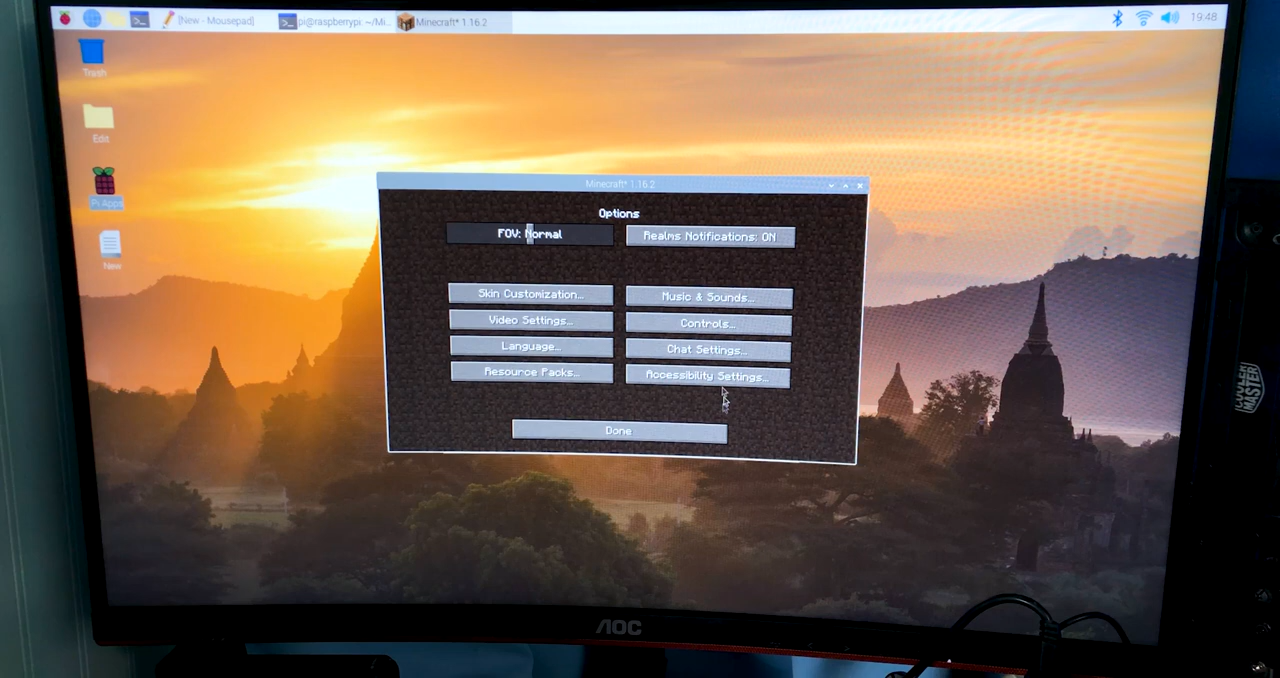 [New - Mousepad]
pi@raspberrypi: ~/Mi...
Minecraft* 1.16.2
19:48
Trash
Edit
Pi Apps
New
Minecraft* 1.16.2
Options
FOV: Normal
Realms Notifications: ON
Skin Customization...
Music & Sounds...
Video Settings...
Controls...
Language...
Chat Settings...
Resource Packs...
Accessibility Settings...
Done
AOC
COOLER MASTER